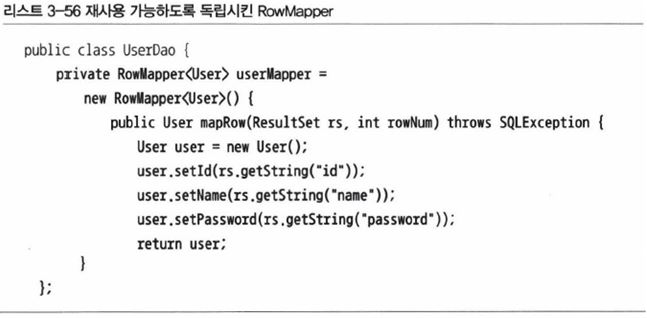 리스트 3-56 재사용 가능하도록 독립시킨 RowMapper
public class UserDao {
private RowMapper<User> userMapper =
new RowMapper<User>() {
public User mapRow(ResultSet rs, int rowNum) throws SQLException {
User user = new User();
user.setId(rs.getString("id"));
user.setName(rs.getString("name"));
user.setPassword(rs.getString("password"));
return user;
}
};